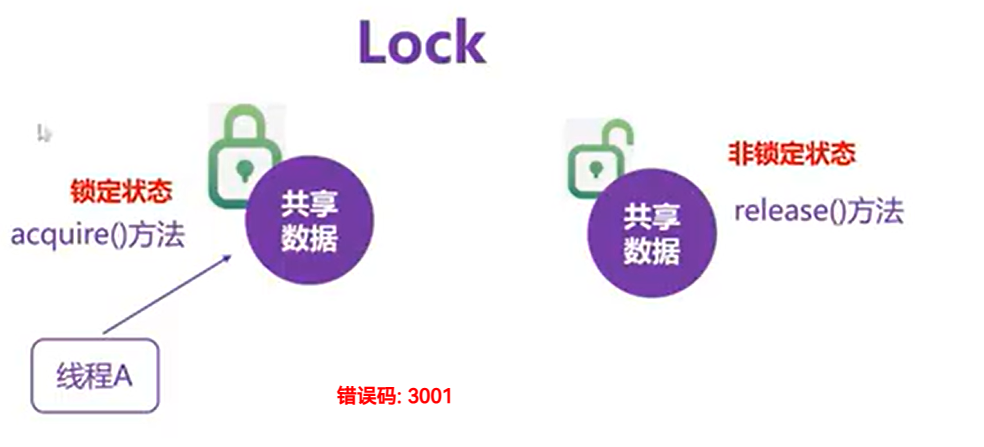 Lock
锁定状态
acquire()方法
共享
数据
线程A
共享
数据
非锁定状态
release()方法
错误码: 3001